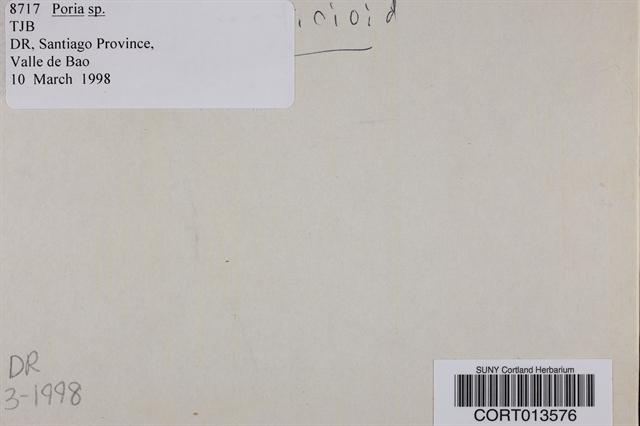 8717 Poria sp.
TJB
DR, Santiago Province,
Valle de Bao
10 March 1998
DR
3-1998
SUNY Cortland Herbarium
CORT013576